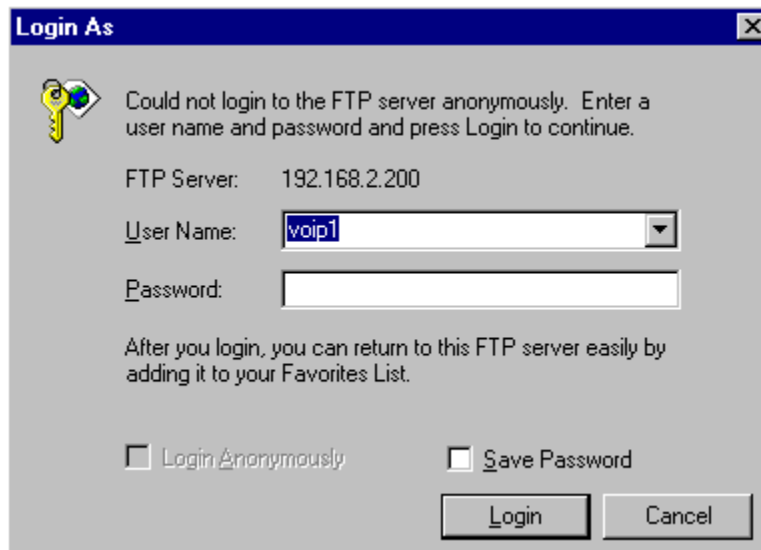 Login As
Could not login to the FTP server anonymously.  Enter a
user name and password and press Login to continue.
FTP Server: 192.168.2.200
User Name: voip1
Password:
After you login, you can return to this FTP server easily by
adding it to your Favorites List.
Login Anonymously Save Password
Login Cancel